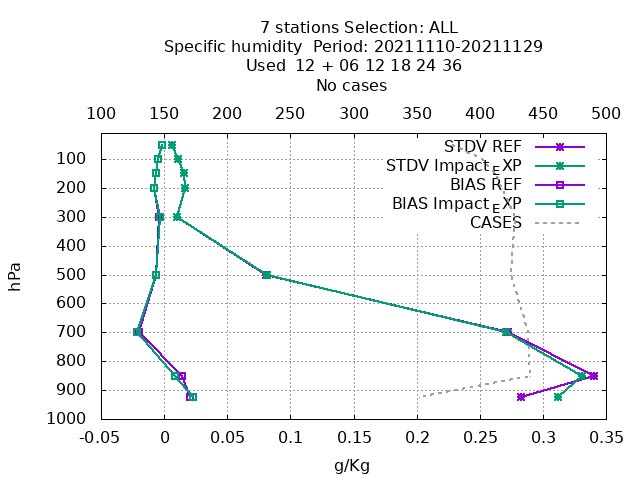 7 stations Selection: ALL
Specific humidity  Period: 20211110-20211129
Used  12 + 06 12 18 24 36
No cases
100 150 200 250 300 350 400 450 500
STDV REF
STDV Impact_E XP
BIAS REF
BIAS Impact_E XP
CASES
100
200
300
400
500
600
700
800
900
1000
hPa
-0.05 0 0.05 0.1 0.15 0.2 0.25 0.3 0.35
g/Kg